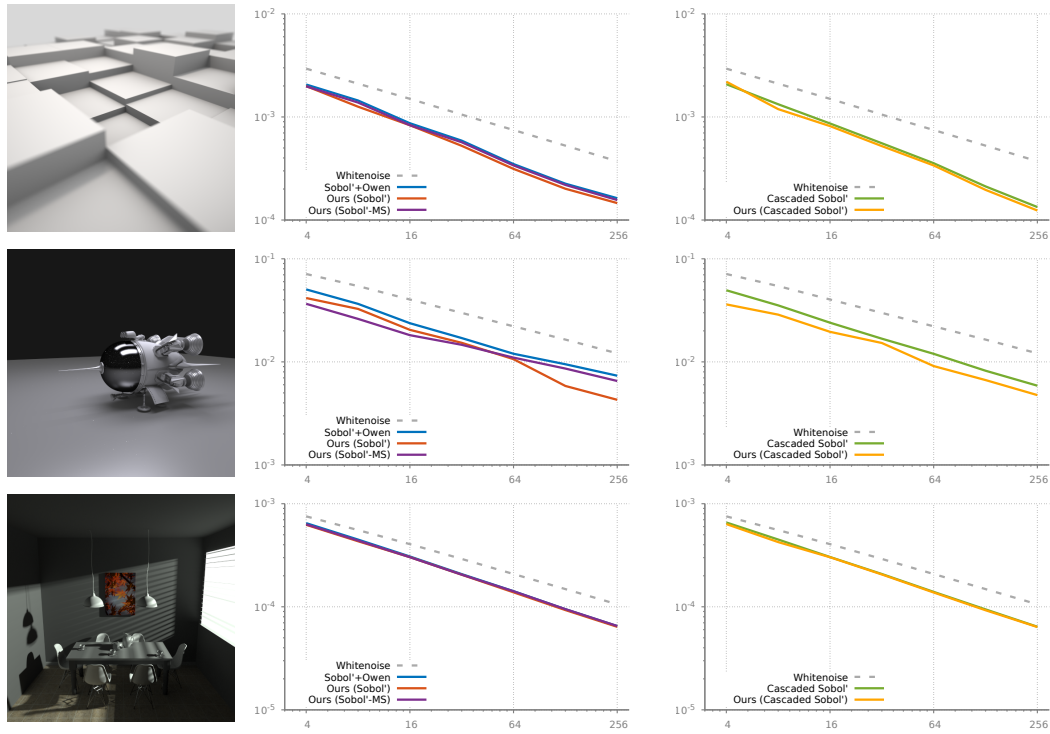 10-2
10-3
10-4
Whitenoise
Sobol'+Owen
Ours (Sobol')
Ours (Sobol'-MS)
4 16 64 256
10-2
10-3
10-4
Whitenoise
Cascaded Sobol'
Ours (Cascaded Sobol')
4 16 64 256
10-1
10-2
10-3
Whitenoise
Sobol'+Owen
Ours (Sobol')
Ours (Sobol'-MS)
4 16 64 256
10-1
10-2
10-3
Whitenoise
Cascaded Sobol'
Ours (Cascaded Sobol')
4 16 64 256
10-3
10-4
10-5
Whitenoise
Sobol'+Owen
Ours (Sobol')
Ours (Sobol'-MS)
4 16 64 256
10-3
10-4
10-5
Whitenoise
Cascaded Sobol'
Ours (Cascaded Sobol')
4 16 64 256